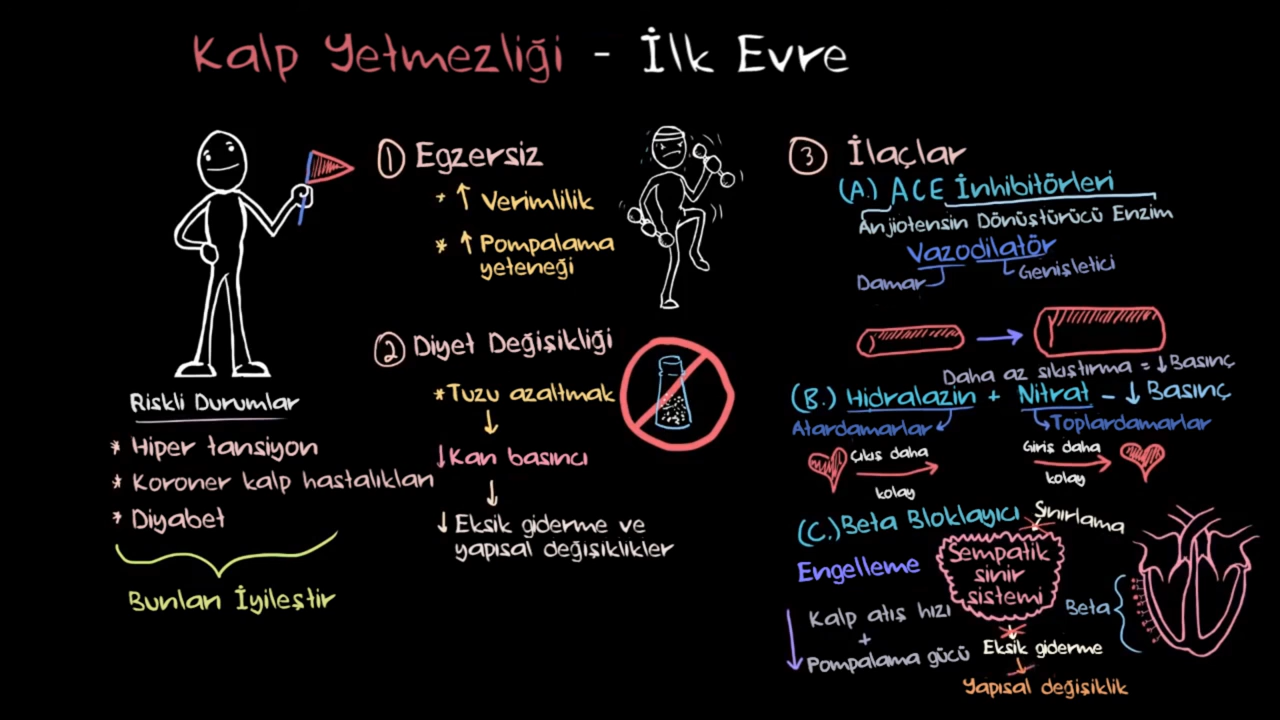 Kalp Yetmezliği - İlk Evre
Riskli Durumlar
* Hiper tansiyon
* Koroner kalp hastalıkları
* Diyabet
Bunları İyileştir
① Egzersiz
* ↑ Verimlilik
* ↑ Pompalama
yeteneği
② Diyet Değişikliği
* Tuzu azaltmak
↓ Kan basıncı
↓ Eksik giderme ve
yapısal değişiklikler
③ İlaçlar
(A.) ACE İnhibitörleri
Anjiotensin Dönüştürücü Enzim
Vazodilatör
Damar
Genişletici
Daha az sıkıştırma = ↓ Basınç
(B.) Hidralazin + Nitrat - ↓ Basınç
Atardamarlar
Toplardamarlar
Çıkış daha
kolay
Giriş daha
kolay
(C.) Beta Bloklayıcı
Sınırlama
Engelleme
Sempatik
sinir
sistemi
Beta
Kalp atış hızı
+
Pompalama gücü
Eksik giderme
Yapısal değişiklik